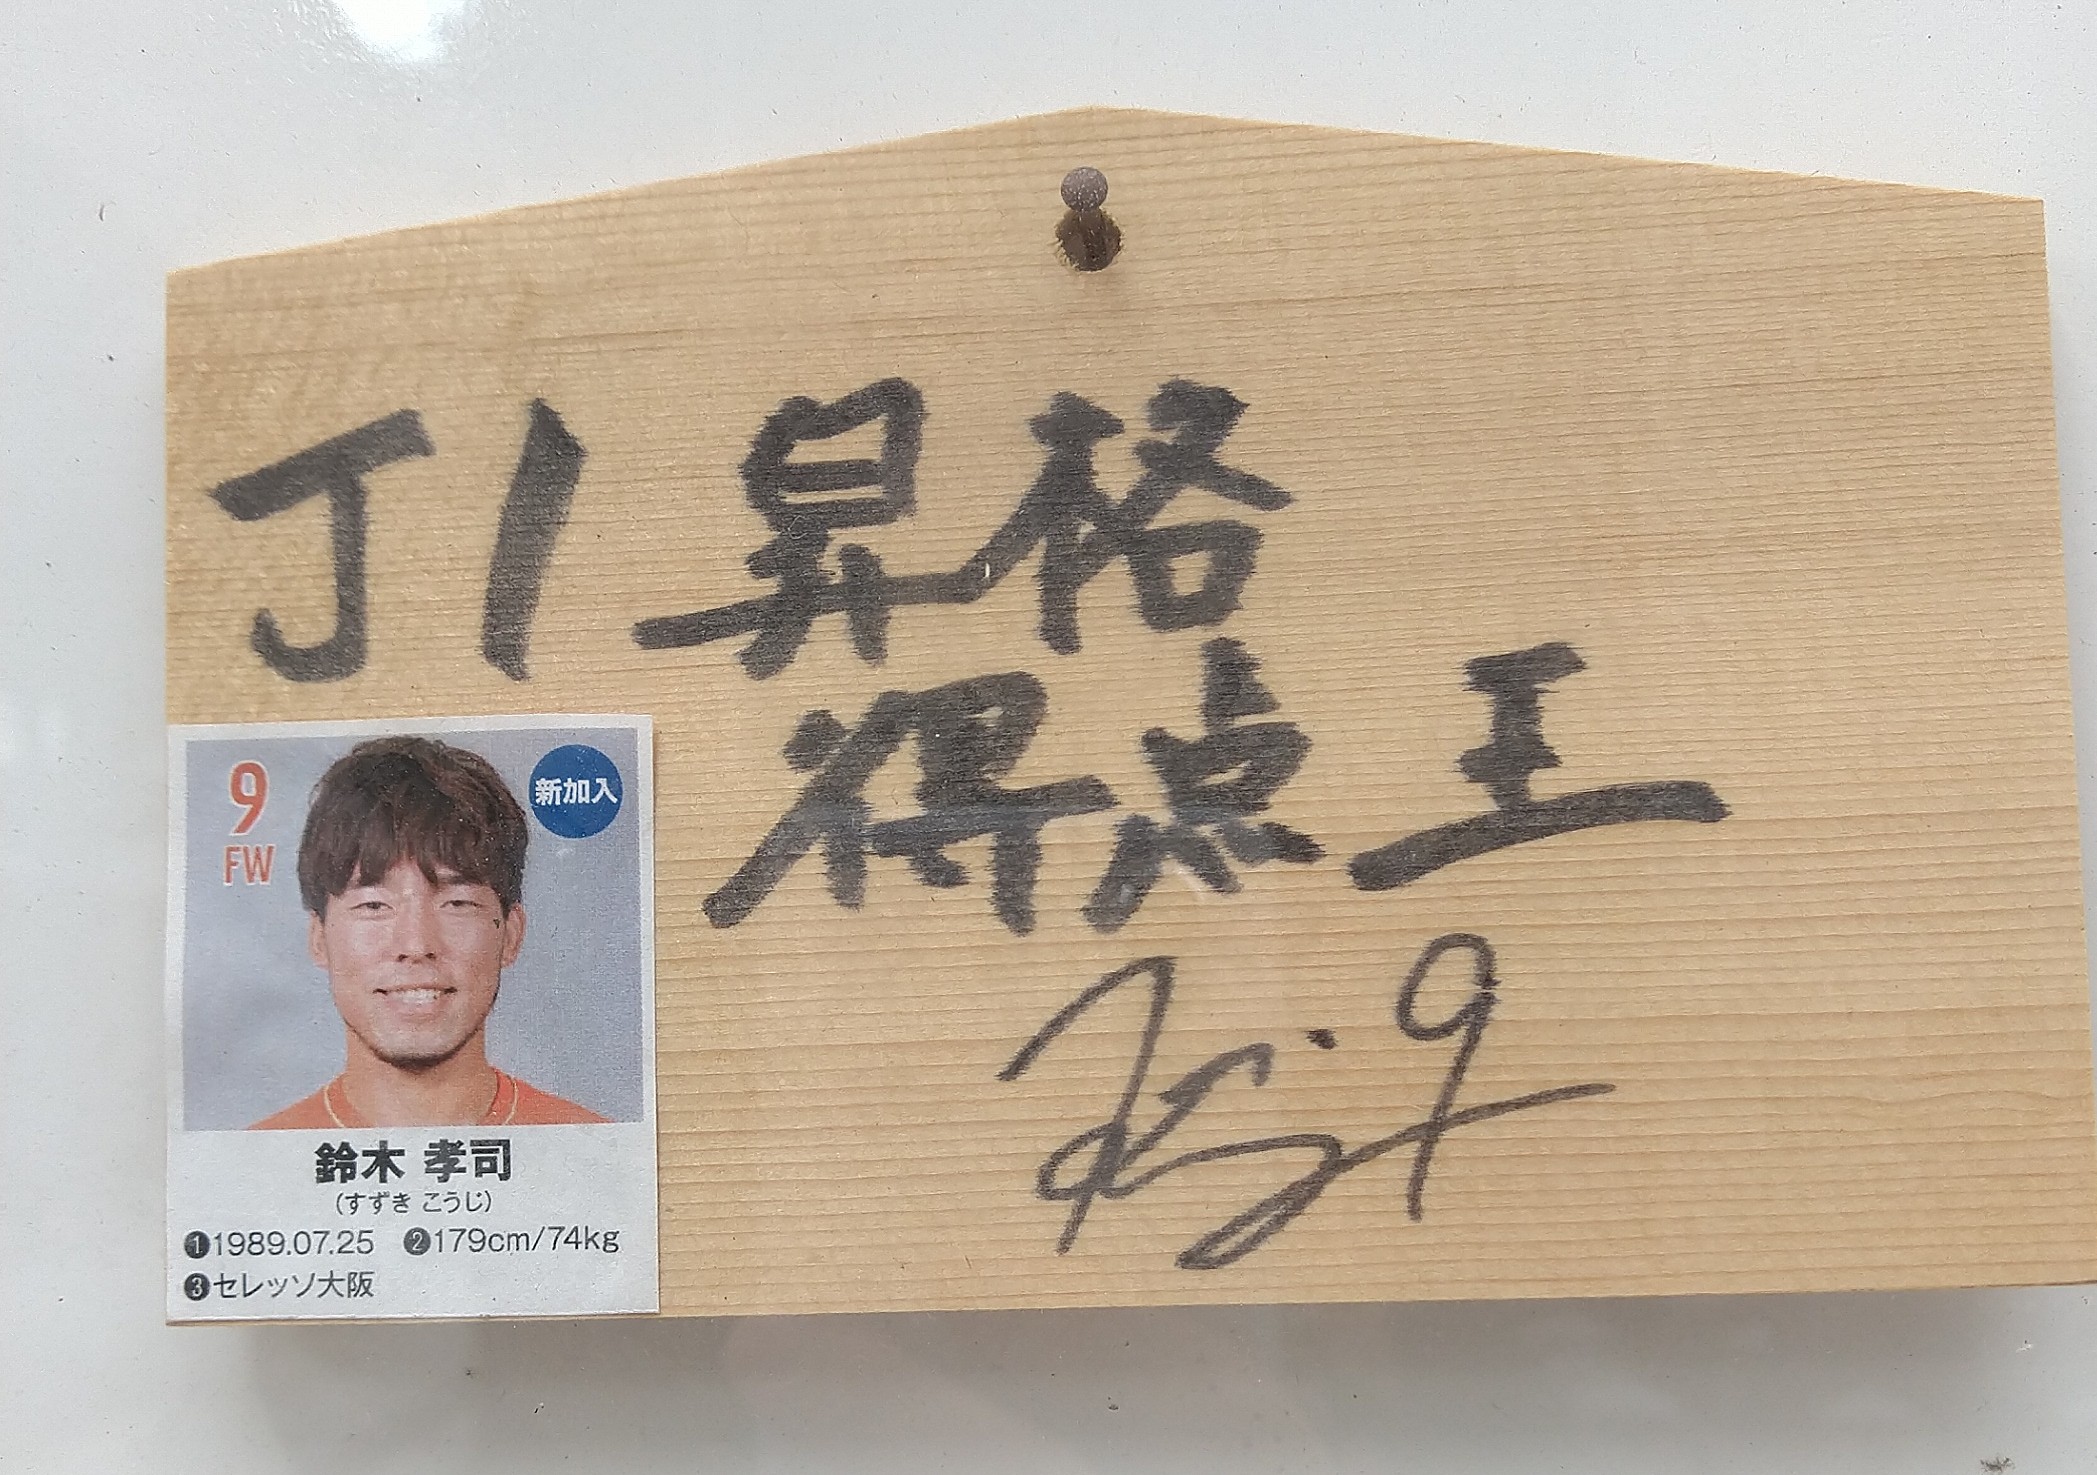 J1昇格
得点王
9
9
FW
新加入
鈴木 孝司
(すずき こうじ)
❶1989.07.25 ❷179cm/74kg
❸セレッソ大阪